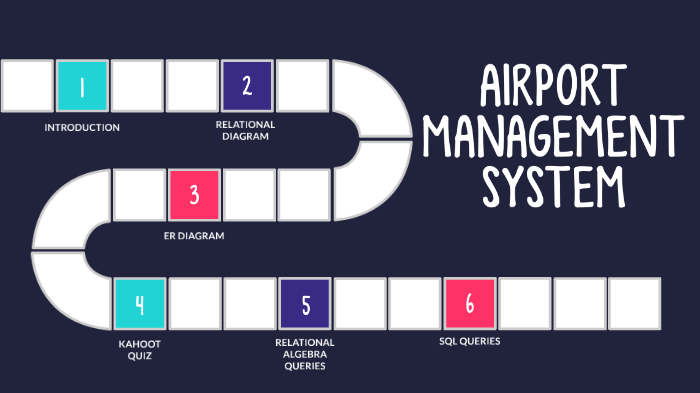 AIRPORT
MANAGEMENT
SYSTEM
1
INTRODUCTION
2
RELATIONAL
DIAGRAM
3
ER DIAGRAM
4
KAHOOT
QUIZ
5
RELATIONAL
ALGEBRA
QUERIES
6
SQL QUERIES